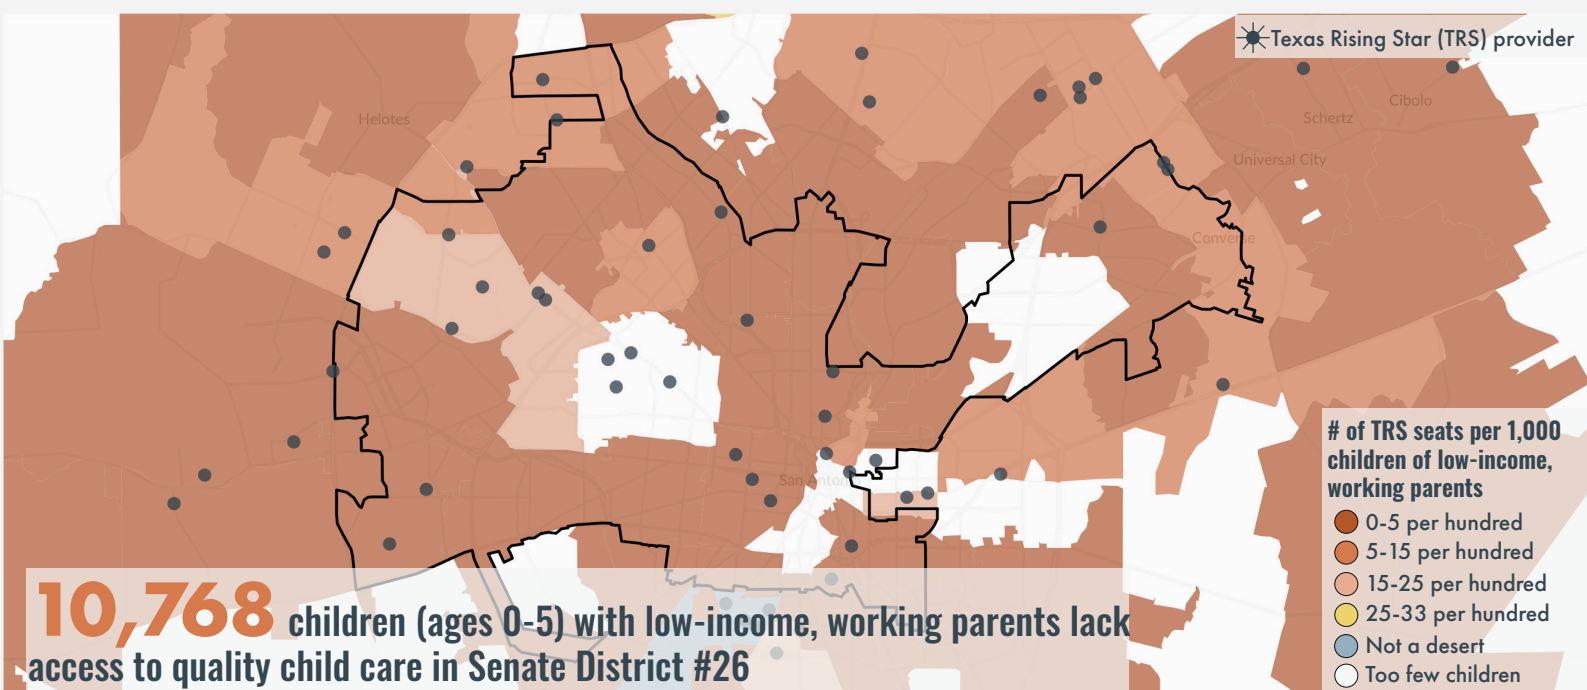 Texas Rising Star (TRS) provider
Helotes
Cibolo
Schertz
Universal City
Converse
San Antonio
# of TRS seats per 1,000
children of low-income,
working parents
0-5 per hundred
5-15 per hundred
15-25 per hundred
25-33 per hundred
Not a desert
Too few children
10,768 children (ages 0-5) with low-income, working parents lack
access to quality child care in Senate District #26